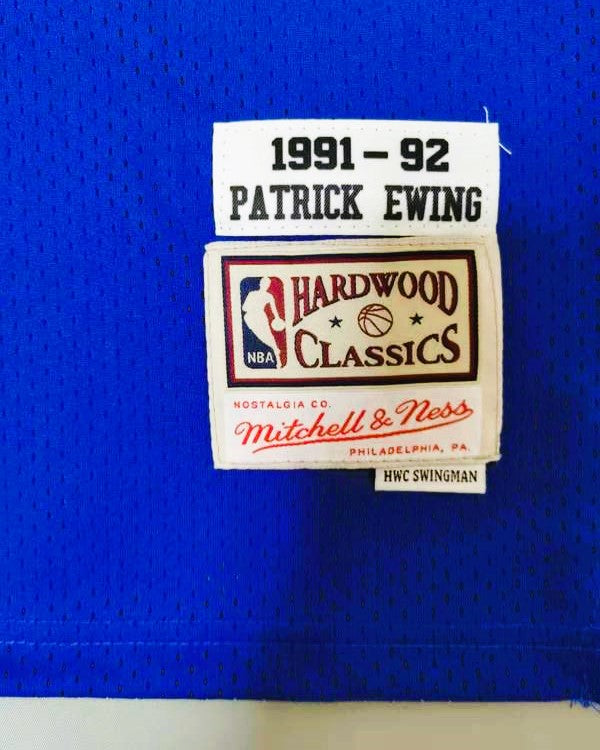 1991 – 92
PATRICK EWING
HARDWOOD
CLASSICS
NBA
NOSTALGIA CO.
Mitchell & Ness
PHILADELPHIA, PA.
HWC SWINGMAN